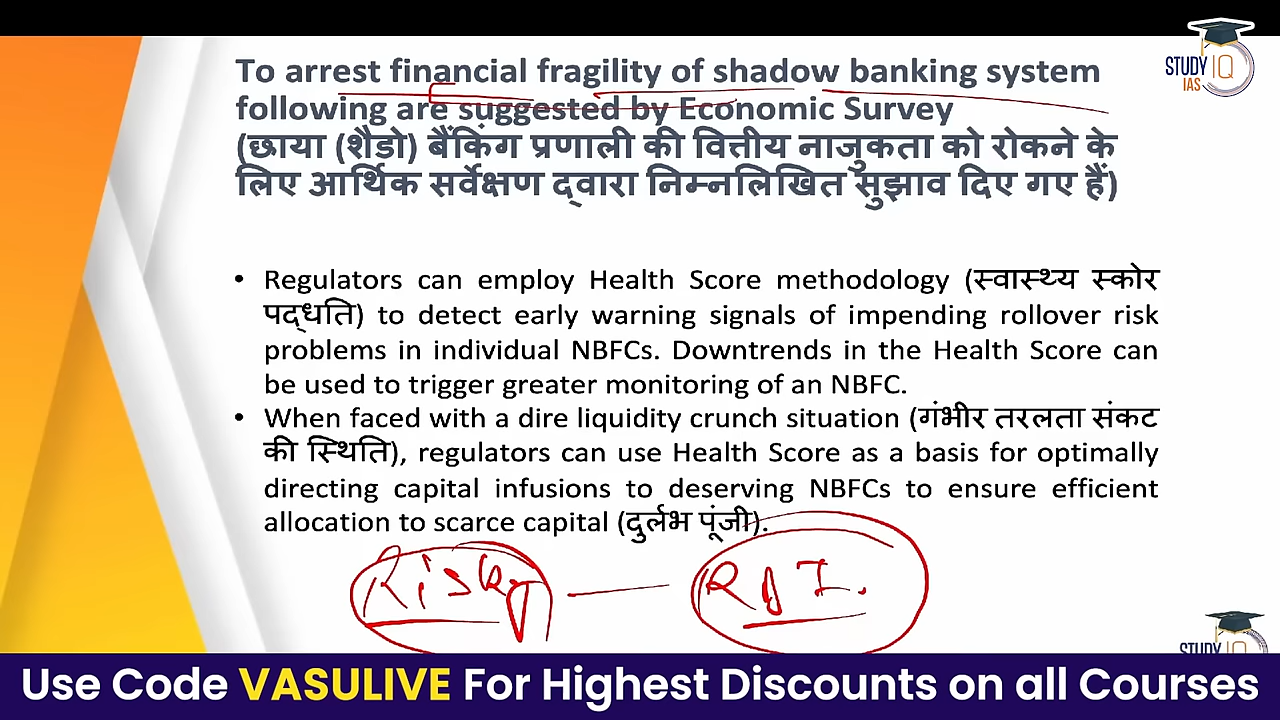 To arrest financial fragility of shadow banking system
following are suggested by Economic Survey
(छाया (शैडो) बैंकिंग प्रणाली की वित्तीय नाजुकता को रोकने के
लिए आर्थिक सर्वेक्षण द्वारा निम्नलिखित सुझाव दिए गए हैं)
STUDY IQ
IAS
• Regulators can employ Health Score methodology (स्वास्थ्य स्कोर
पद्धति) to detect early warning signals of impending rollover risk
problems in individual NBFCs. Downtrends in the Health Score can
be used to trigger greater monitoring of an NBFC.
• When faced with a dire liquidity crunch situation (गंभीर तरलता संकट
की स्थिति), regulators can use Health Score as a basis for optimally
directing capital infusions to deserving NBFCs to ensure efficient
allocation to scarce capital (दुर्लभ पूंजी).
Risky — RBI.
STUDY IQ
Use Code VASULIVE For Highest Discounts on all Courses